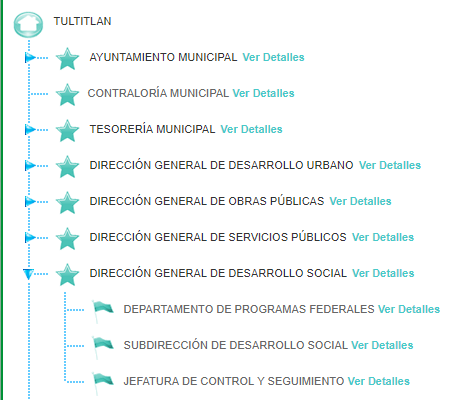 TULTITLAN
AYUNTAMIENTO MUNICIPAL Ver Detalles
CONTRALORÍA MUNICIPAL Ver Detalles
TESORERÍA MUNICIPAL Ver Detalles
DIRECCIÓN GENERAL DE DESARROLLO URBANO Ver Detalles
DIRECCIÓN GENERAL DE OBRAS PÚBLICAS Ver Detalles
DIRECCIÓN GENERAL DE SERVICIOS PÚBLICOS Ver Detalles
DIRECCIÓN GENERAL DE DESARROLLO SOCIAL Ver Detalles
DEPARTAMENTO DE PROGRAMAS FEDERALES Ver Detalles
SUBDIRECCIÓN DE DESARROLLO SOCIAL Ver Detalles
JEFATURA DE CONTROL Y SEGUIMIENTO Ver Detalles